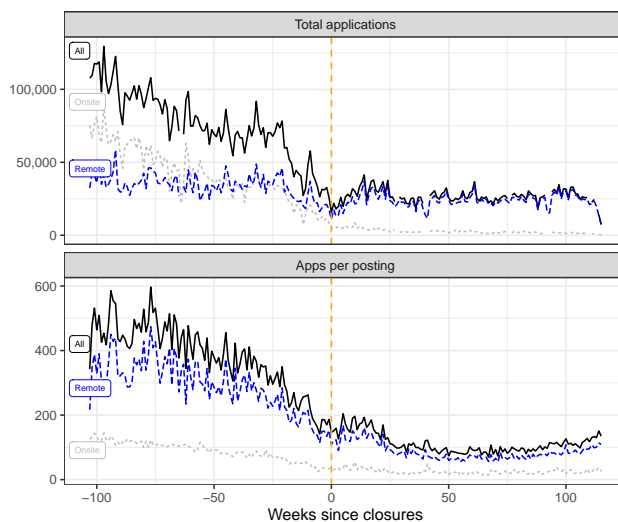 Total applications
All
100,000
Onsite
50,000
Remote
0
Apps per posting
600
400
All
Remote
200
Onsite
0
−100
−50
0
50
100
Weeks since closures